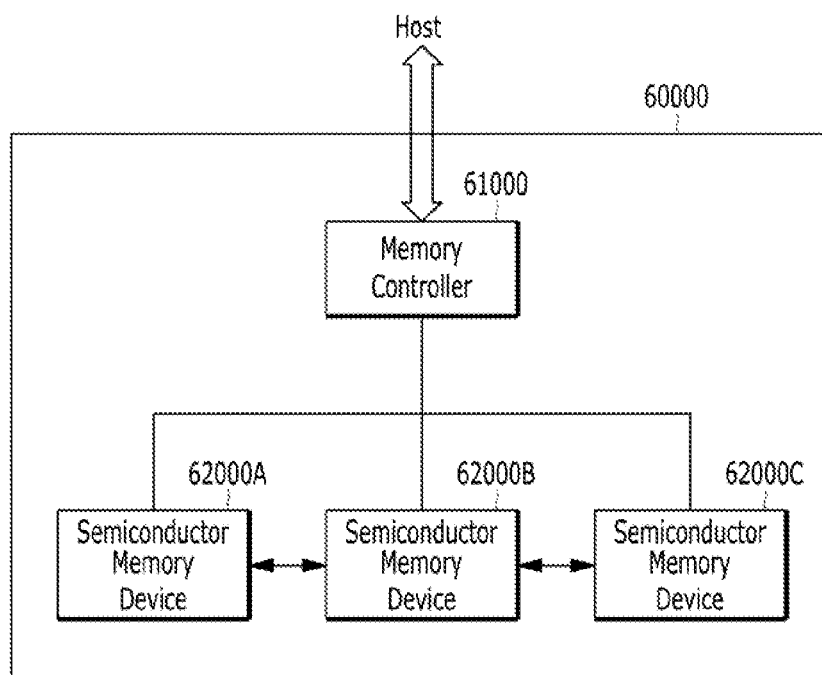 Host
60000
61000
Memory
Controller
62000A
62000B
62000C
Semiconductor
Memory
Device
Semiconductor
Memory
Device
Semiconductor
Memory
Device